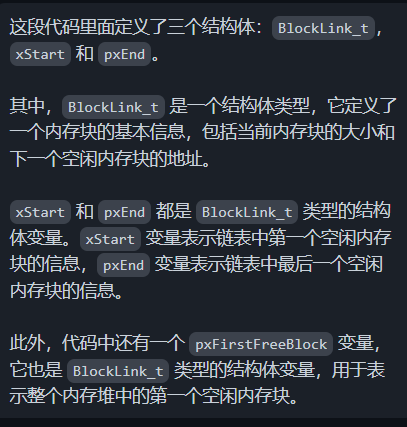 这段代码里面定义了三个结构体：BlockLink_t，
xStart 和 pxEnd。
其中，BlockLink_t 是一个结构体类型，它定义了
一个内存块的基本信息，包括当前内存块的大小和
下一个空闲内存块的地址。
xStart 和 pxEnd 都是 BlockLink_t 类型的结构
体变量。xStart 变量表示链表中第一个空闲内存
块的信息，pxEnd 变量表示链表中最后一个空闲
内存块的信息。
此外，代码中还有一个 pxFirstFreeBlock 变量，
它也是 BlockLink_t 类型的结构体变量，用于表
示整个内存堆中的第一个空闲内存块。